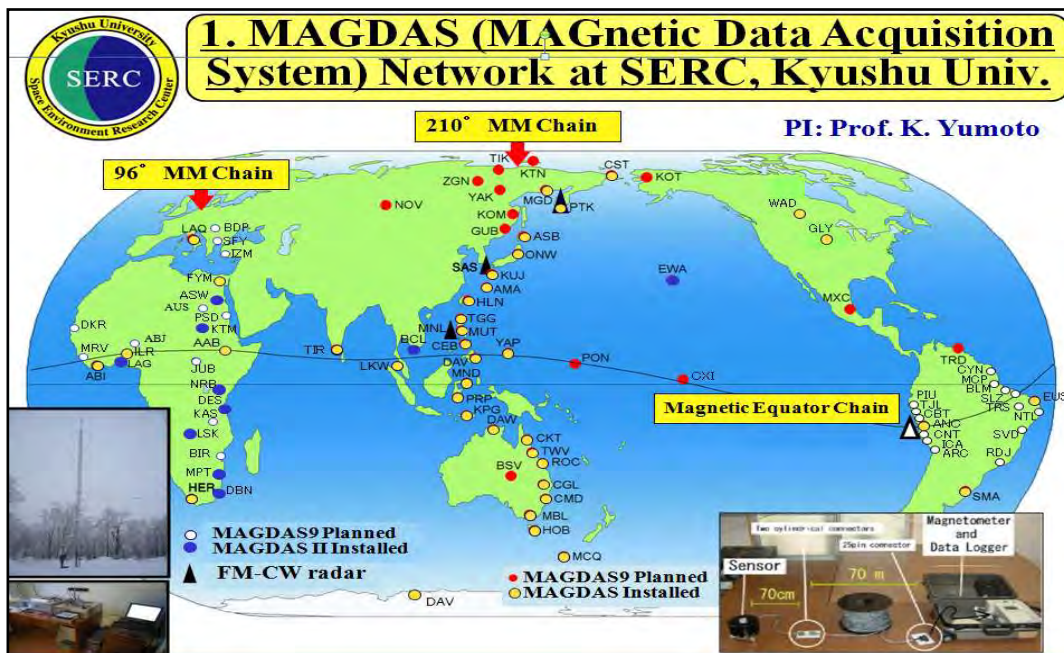 Kyushu University
SERC
Space Environment Research Center
1. MAGDAS (MAGnetic Data Acquisition
System) Network at SERC, Kyushu Univ.
PI: Prof. K. Yumoto
210° MM Chain
96° MM Chain
TIK
KTN
CST
KOT
ZGN
YAK
MGD
PTK
NOV
KOM
GUB
WAD
GLY
LAQ
BDP
SFY
IZM
ASB
ONW
SAS
KUJ
AMA
EWA
FYM
ASW
AUS
PSD
KTM
HLN
MXC
DKR
MRV
ABJ
ILR
LAG
ABI
AAB
TIR
LKW
BCL
TGG
MNL
MUT
CEB
YAP
DAV
MND
PON
CXI
TRD
CYN
MCP
BLM
SLZ
TRS
EUS
NTL
JUB
NRB
DES
KAS
LSK
PRP
KPG
DAW
Magnetic Equator Chain
PIU
TJL
CBT
ANC
CNT
ICA
ARC
SVD
RDJ
BIR
MPT
HER
DBN
BSV
CKT
TWV
ROC
CGL
CMD
MBL
HOB
MCQ
SMA
DAV
MAGDAS9 Planned
MAGDAS II Installed
FM-CW radar
MAGDAS9 Planned
MAGDAS Installed
Two cylindrical connectors
25pin connector
Magnetometer
and
Data Logger
Sensor
70 m
70cm